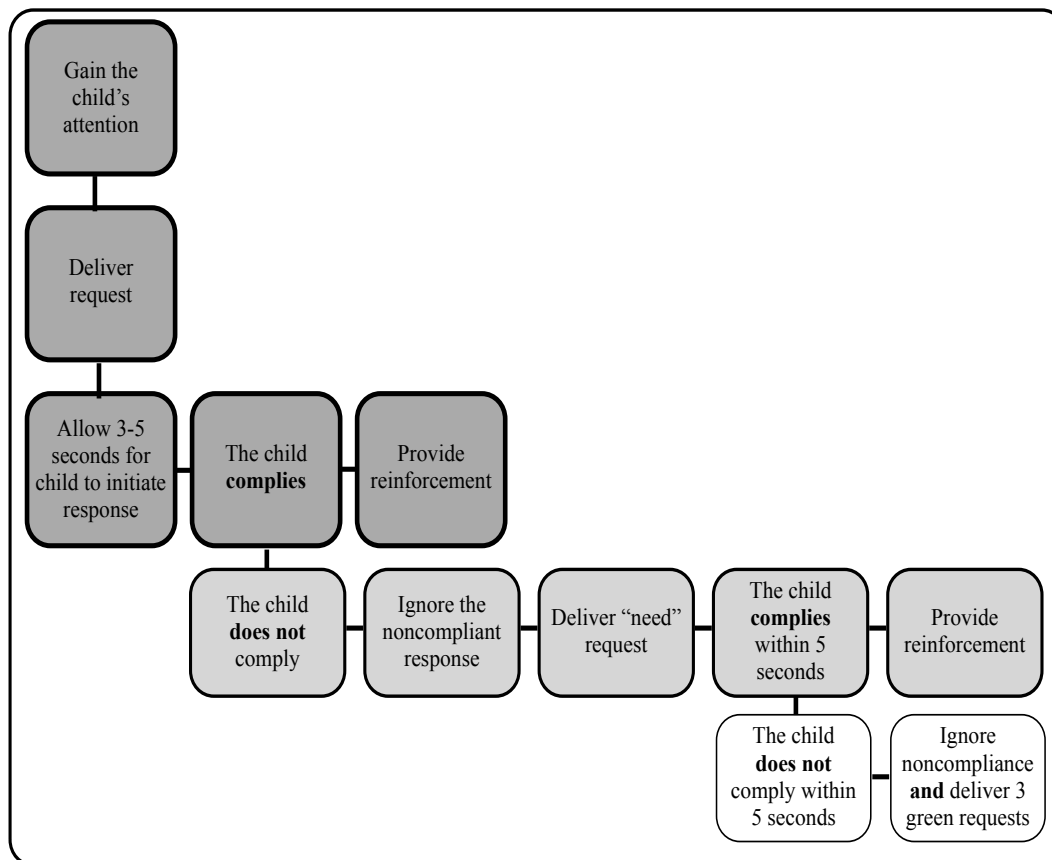 Gain the
child’s
attention
Deliver
request
Allow 3-5
seconds for
child to initiate
response
The child
complies
Provide
reinforcement
The child
does not
comply
Ignore the
noncompliant
response
Deliver “need”
request
The child
complies
within 5
seconds
Provide
reinforcement
The child
does not
comply within
5 seconds
Ignore
noncompliance
and deliver 3
green requests